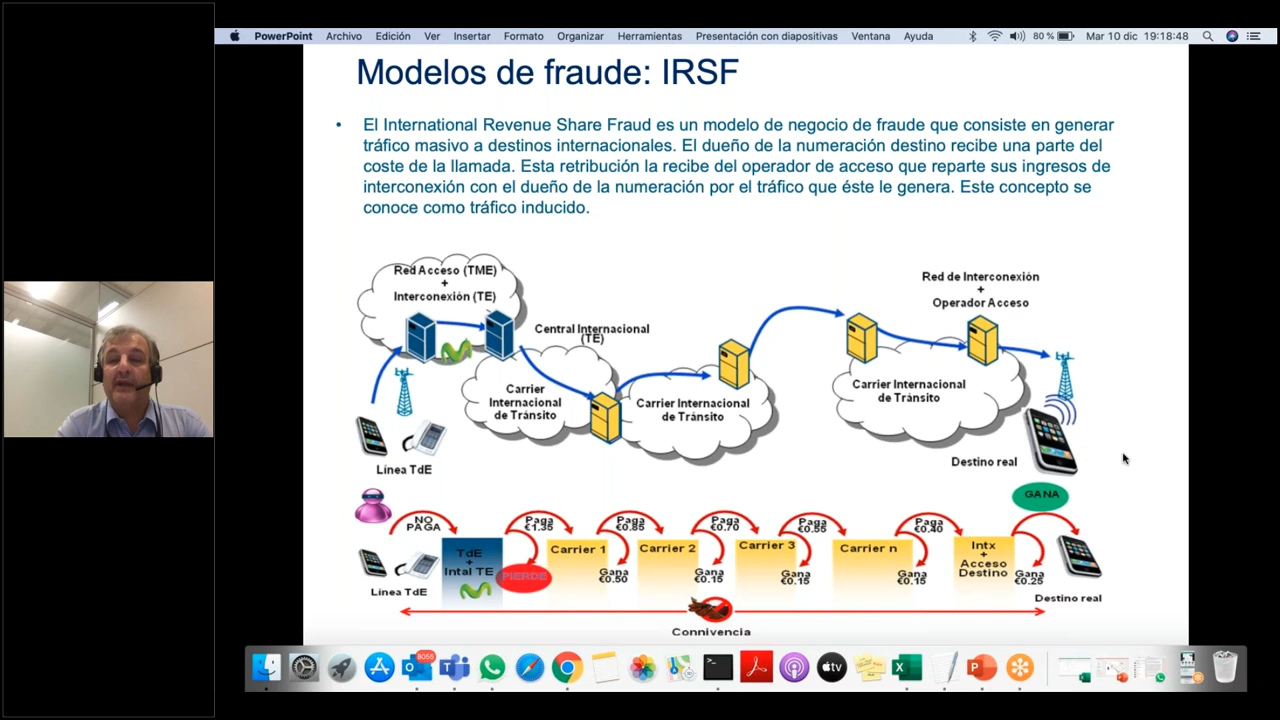 PowerPoint Archivo Edición Ver Insertar Formato Organizar Herramientas Presentación con diapositivas Ventana Ayuda 80 % Mar 10 dic 19:18:48
Modelos de fraude: IRSF
• El International Revenue Share Fraud es un modelo de negocio de fraude que consiste en generar
tráfico masivo a destinos internacionales. El dueño de la numeración destino recibe una parte del
coste de la llamada. Esta retribución la recibe del operador de acceso que reparte sus ingresos de
interconexión con el dueño de la numeración por el tráfico que éste le genera. Este concepto se
conoce como tráfico inducido.
Red Acceso (TME)
+
Interconexión (TE)
Central Internacional
(TE)
Red de Interconexión
+
Operador Acceso
Carrier
Internacional
de Tránsito
Carrier Internacional
de Tránsito
Carrier Internacional
de Tránsito
Línea TdE
Destino real
GANA
NO
PAGA
Paga
€1.35
Paga
€0.85
Paga
€0.70
Paga
€0.55
Paga
€0.40
TdE
+
Intal TE
PIERDE
Carrier 1
Gana
€0.50
Carrier 2
Gana
€0.15
Carrier 3
Gana
€0.15
Carrier n
Gana
€0.15
Intx
+
Acceso
Destino
Gana
€0.25
Línea TdE
Destino real
Connivencia
8055
tv